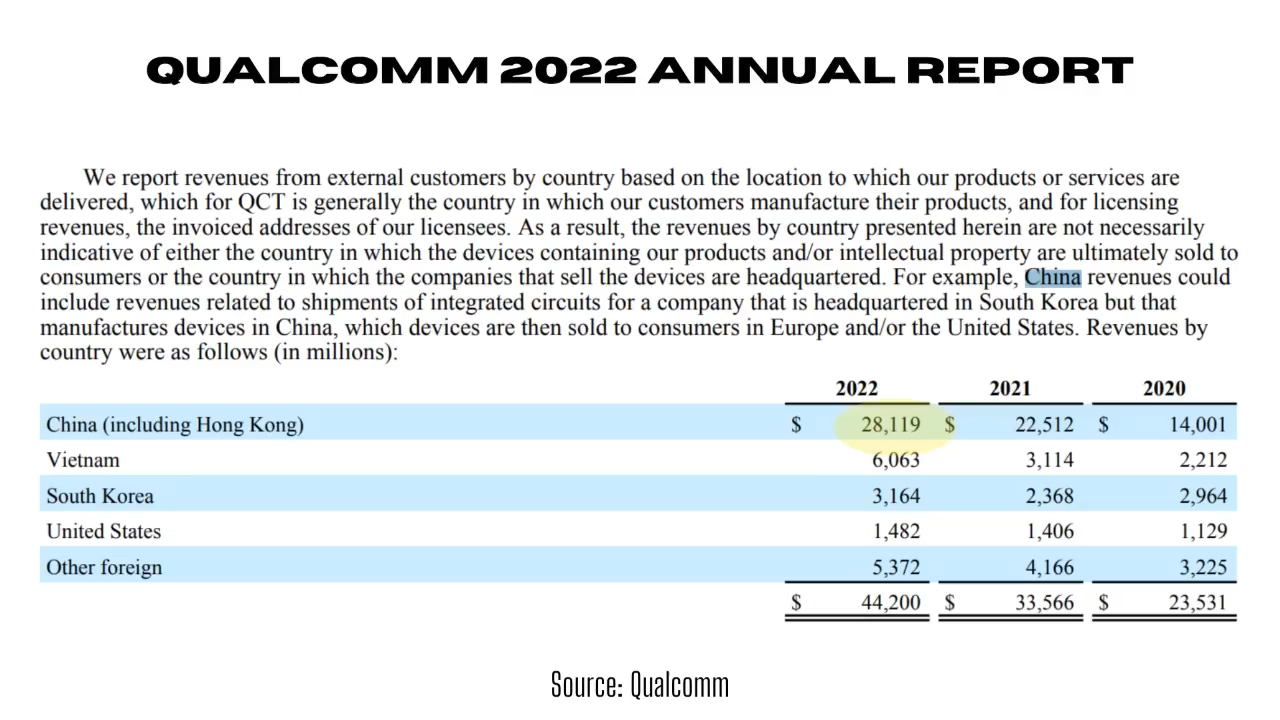 QUALCOMM 2022 ANNUAL REPORT
We report revenues from external customers by country based on the location to which our products or services are
delivered, which for QCT is generally the country in which our customers manufacture their products, and for licensing
revenues, the invoiced addresses of our licensees. As a result, the revenues by country presented herein are not necessarily
indicative of either the country in which the devices containing our products and/or intellectual property are ultimately sold to
consumers or the country in which the companies that sell the devices are headquartered. For example, China revenues could
include revenues related to shipments of integrated circuits for a company that is headquartered in South Korea but that
manufactures devices in China, which devices are then sold to consumers in Europe and/or the United States. Revenues by
country were as follows (in millions):
2022 2021 2020
China (including Hong Kong) $ 28,119 $ 22,512 $ 14,001
Vietnam 6,063 3,114 2,212
South Korea 3,164 2,368 2,964
United States 1,482 1,406 1,129
Other foreign 5,372 4,166 3,225
$ 44,200 $ 33,566 $ 23,531
Source: Qualcomm